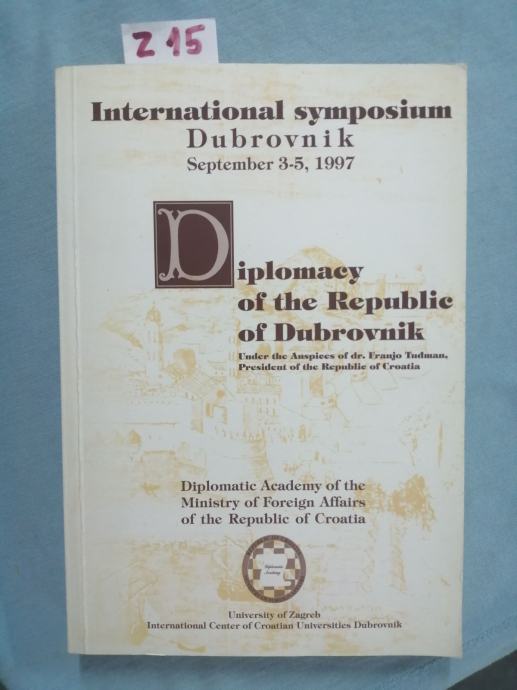 Z 15
International symposium
Dubrovnik
September 3-5, 1997
Diplomacy
of the Republic
of Dubrovnik
Under the Auspices of dr. Franjo Tuđman,
President of the Republic of Croatia
Diplomatic Academy of the
Ministry of Foreign Affairs
of the Republic of Croatia
Diplomatic
Academy
University of Zagreb
International Center of Croatian Universities Dubrovnik